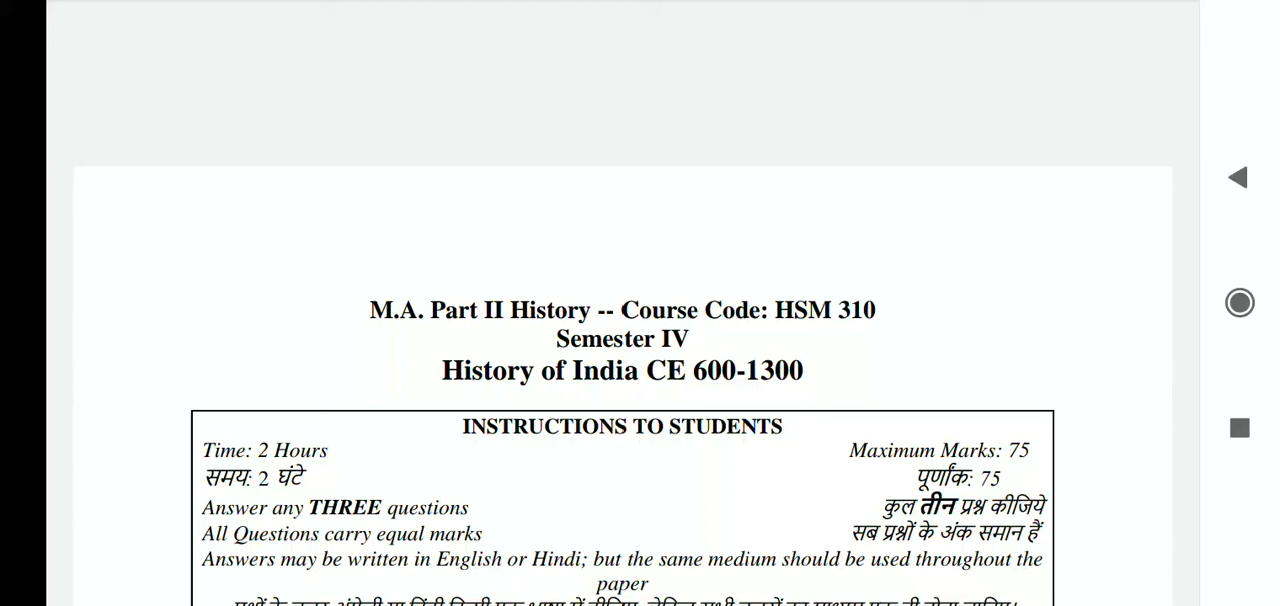 M.A. Part II History -- Course Code: HSM 310
Semester IV
History of India CE 600-1300
INSTRUCTIONS TO STUDENTS
Time: 2 Hours Maximum Marks: 75
समय: 2 घंटे पूर्णांक: 75
Answer any THREE questions कुल तीन प्रश्न कीजिये
All Questions carry equal marks सब प्रश्नों के अंक समान हैं
Answers may be written in English or Hindi; but the same medium should be used throughout the
paper